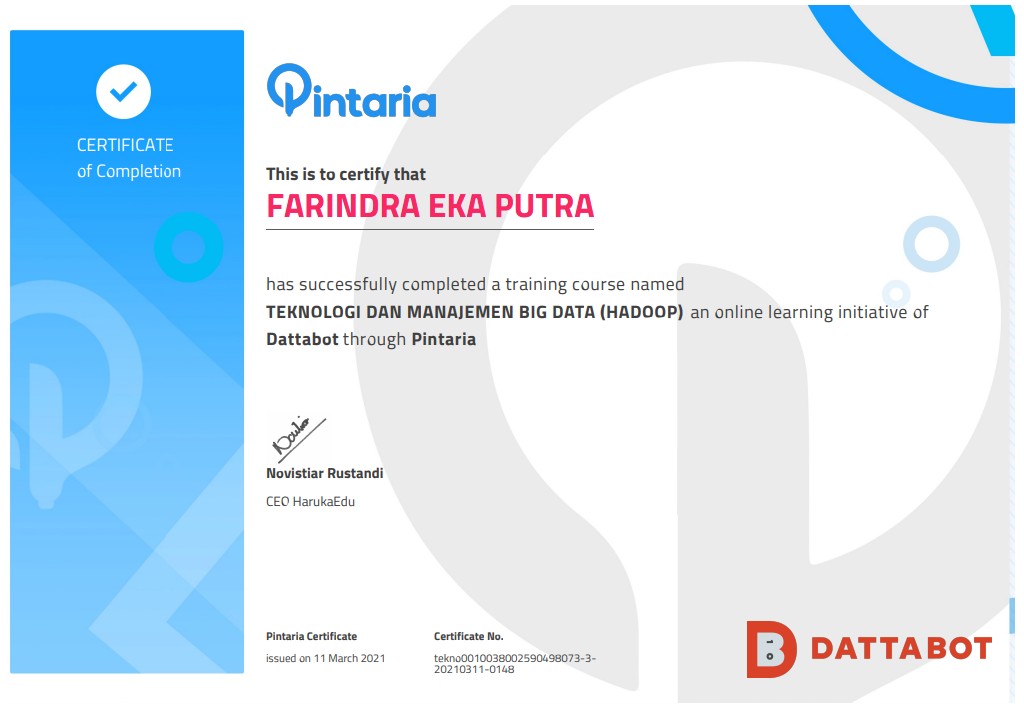 CERTIFICATE
of Completion
Pintaria
This is to certify that
FARINDRA EKA PUTRA
has successfully completed a training course named
TEKNOLOGI DAN MANAJEMEN BIG DATA (HADOOP) an online learning initiative of
Dattabot through Pintaria
Novistiar Rustandi
CEO HarukaEdu
Pintaria Certificate
issued on 11 March 2021
Certificate No.
tekno0010038002590498073-3-
20210311-0148
DATTABOT